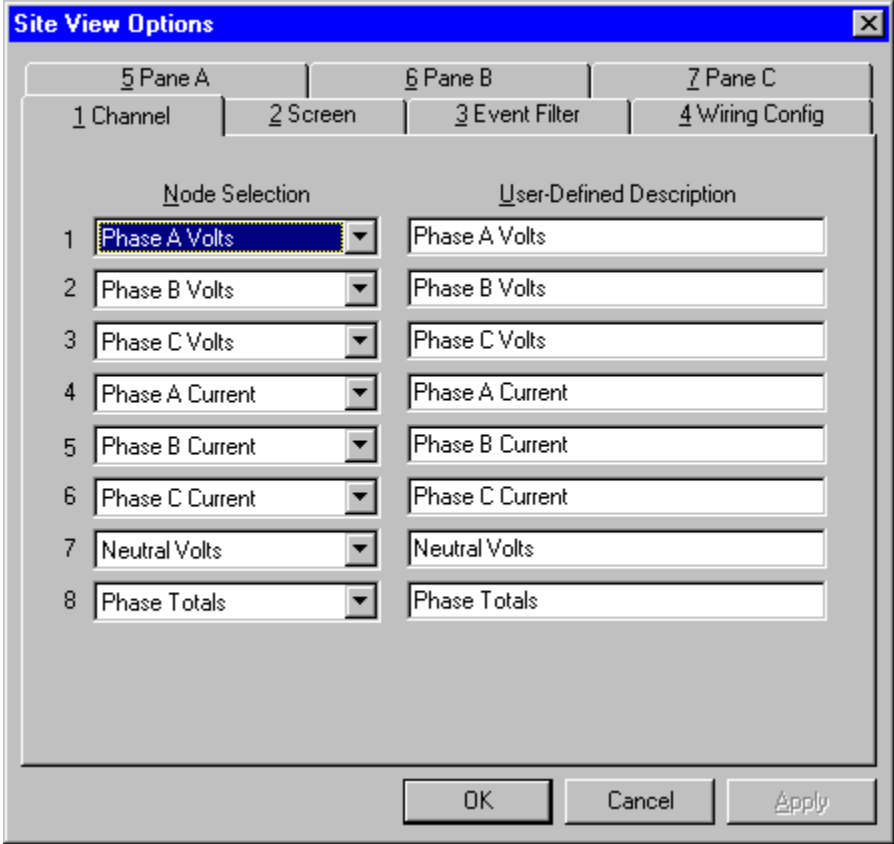 Site View Options
5 Pane A 6 Pane B 7 Pane C
1 Channel 2 Screen 3 Event Filter 4 Wiring Config
Node Selection User-Defined Description
1 Phase A Volts Phase A Volts
2 Phase B Volts Phase B Volts
3 Phase C Volts Phase C Volts
4 Phase A Current Phase A Current
5 Phase B Current Phase B Current
6 Phase C Current Phase C Current
7 Neutral Volts Neutral Volts
8 Phase Totals Phase Totals
OK Cancel Apply